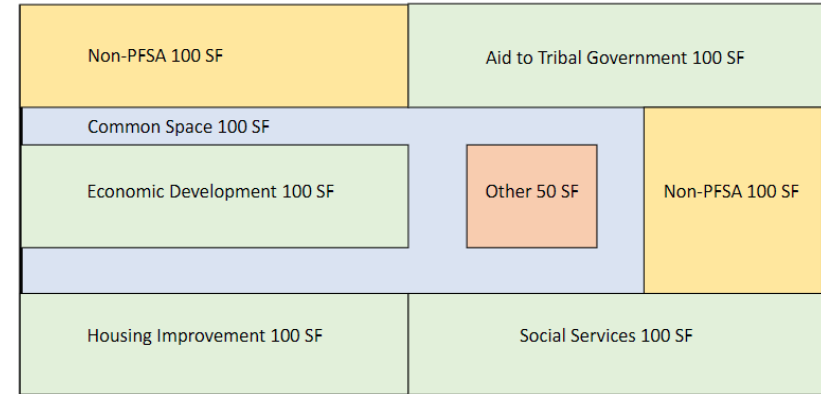 Non-PFSA 100 SF
Aid to Tribal Government 100 SF
Common Space 100 SF
Economic Development 100 SF
Other 50 SF
Non-PFSA 100 SF
Housing Improvement 100 SF
Social Services 100 SF